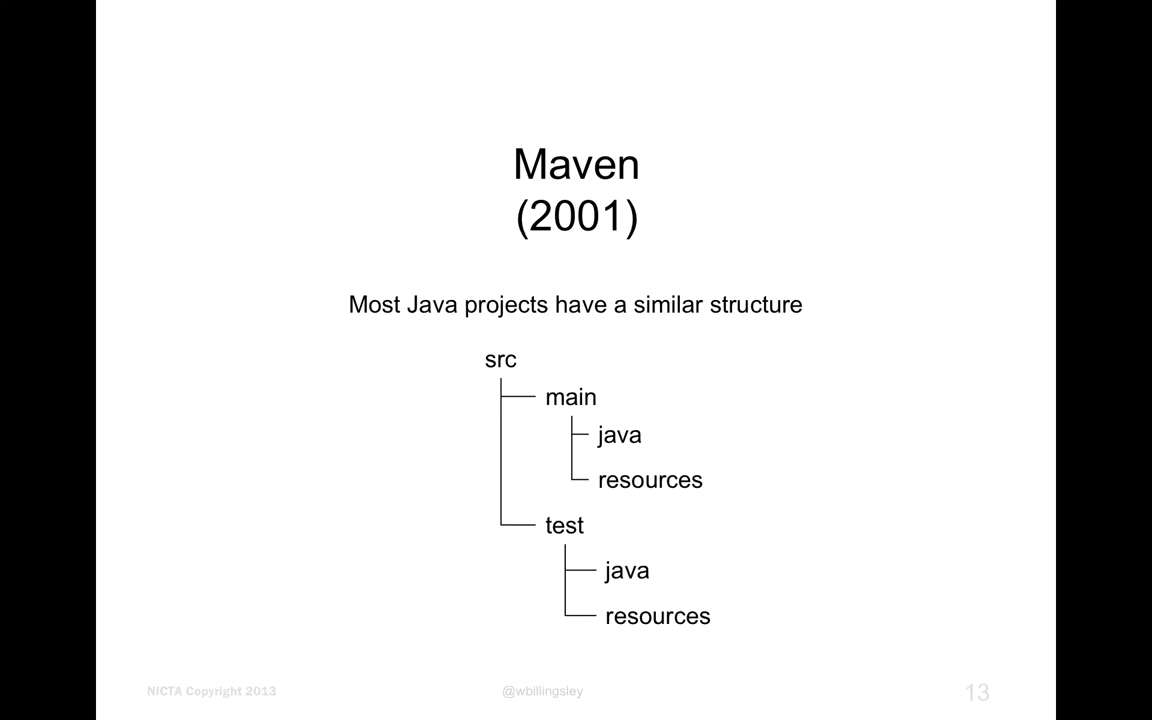 Maven
(2001)
Most Java projects have a similar structure
src
main
java
resources
test
java
resources
NICTA Copyright 2013
@wbillingsley
13